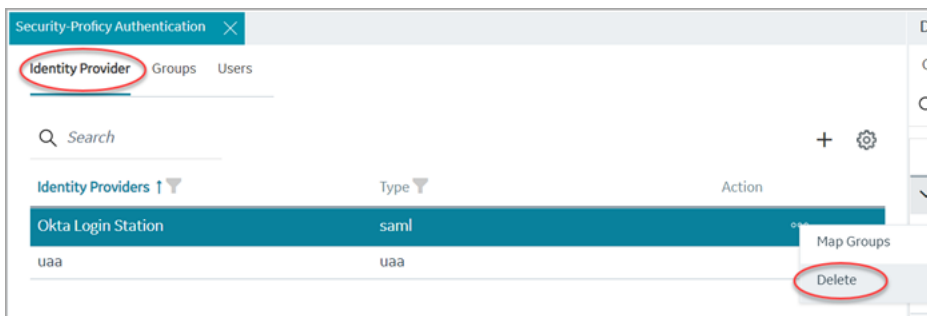 Security-Proficy Authentication
Identity Provider Groups Users
Search
Identity Providers Type Action
Okta Login Station saml
Map Groups
uaa uaa
Delete